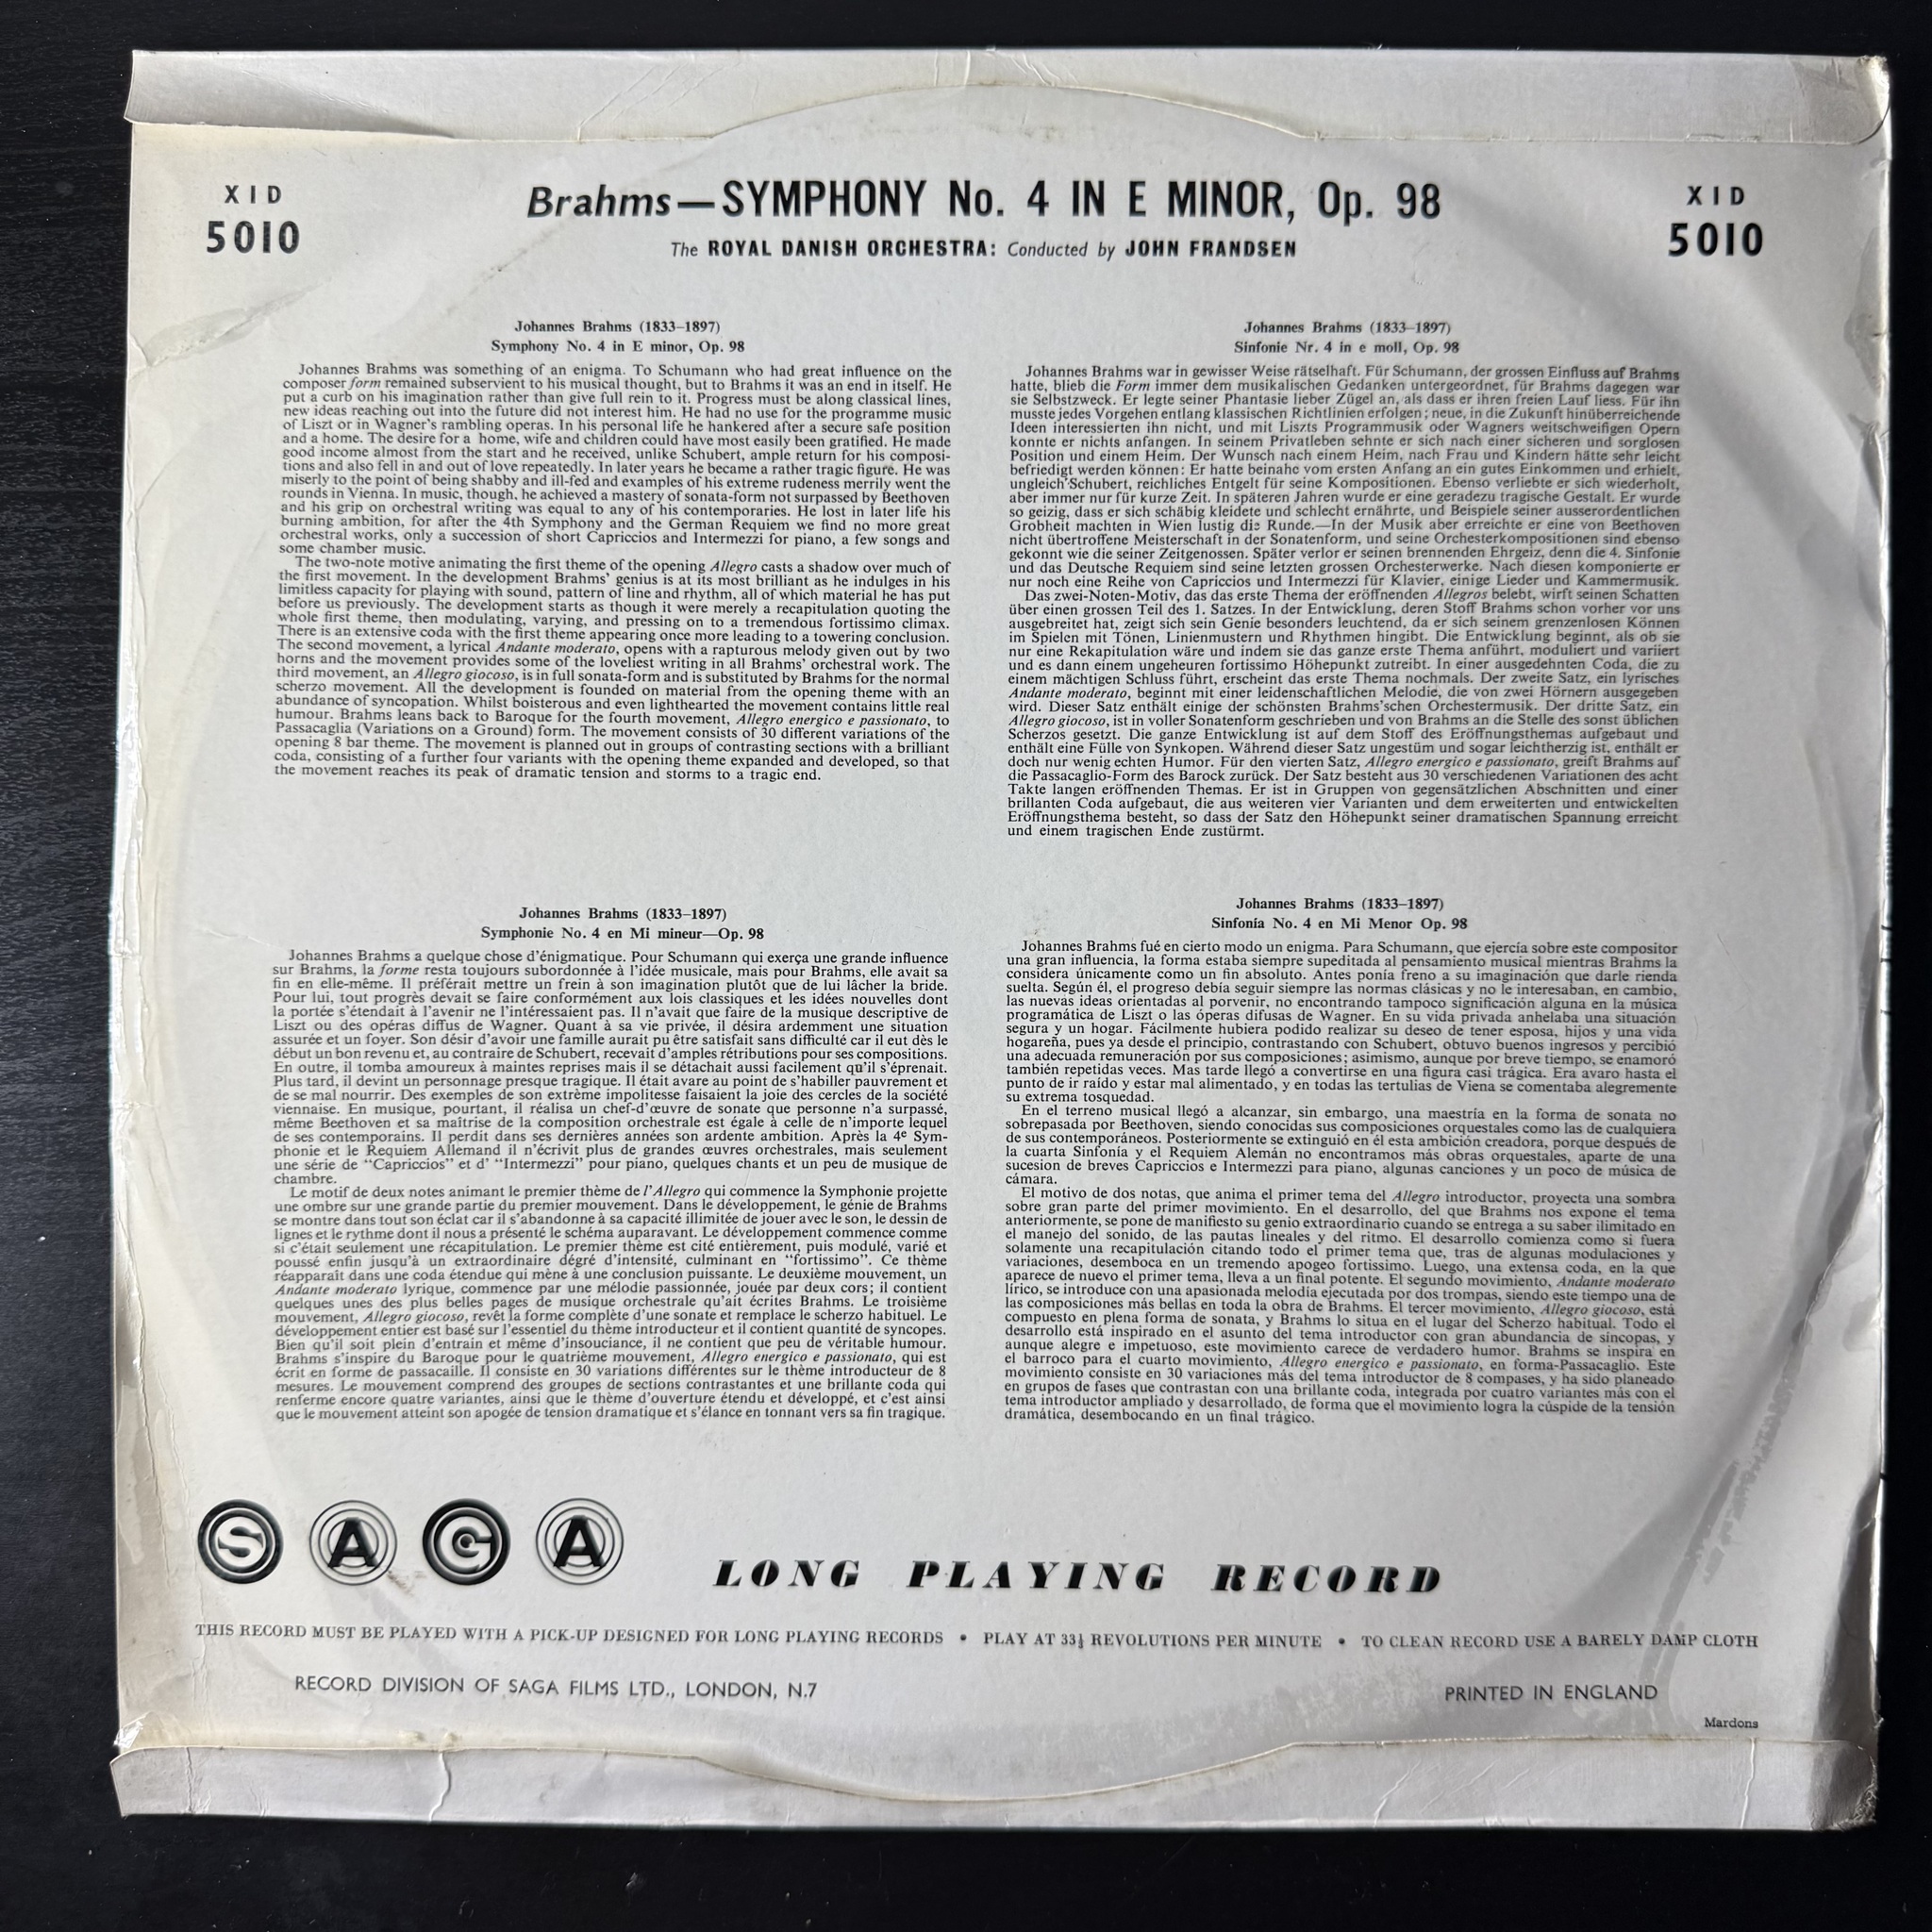 XID
5010
Brahms—SYMPHONY No. 4 IN E MINOR, Op. 98
The ROYAL DANISH ORCHESTRA: Conducted by JOHN FRANDSEN
XID
5010
Johannes Brahms (1833–1897)
Symphony No. 4 in E minor, Op. 98
Johannes Brahms was something of an enigma. To Schumann who had great influence on the
composer form remained subservient to his musical thought, but to Brahms it was an end in itself. He
put a curb on his imagination rather than give full rein to it. Progress must be along classical lines,
new ideas reaching out into the future did not interest him. He had no use for the programme music
of Liszt or in Wagner's rambling operas. In his personal life he hankered after a secure safe position
and a home. The desire for a home, wife and children could have most easily been gratified. He made
good income almost from the start and he received, unlike Schubert, ample return for his composi-
tions and also fell in and out of love repeatedly. In later years he became a rather tragic figure. He was
miserly to the point of being shabby and ill-fed and examples of his extreme rudeness merrily went the
rounds in Vienna. In music, though, he achieved a mastery of sonata-form not surpassed by Beethoven
and his grip on orchestral writing was equal to any of his contemporaries. He lost in later life his
burning ambition, for after the 4th Symphony and the German Requiem we find no more great
orchestral works, only a succession of short Capriccios and Intermezzi for piano, a few songs and
some chamber music.
The two-note motive animating the first theme of the opening Allegro casts a shadow over much of
the first movement. In the development Brahms' genius is at its most brilliant as he indulges in his
limitless capacity for playing with sound, pattern of line and rhythm, all of which material he has put
before us previously. The development starts as though it were merely a recapitulation quoting the
whole first theme, then modulating, varying, and pressing on to a tremendous fortissimo climax.
There is an extensive coda with the first theme appearing once more leading to a towering conclusion.
The second movement, a lyrical Andante moderato, opens with a rapturous melody given out by two
horns and the movement provides some of the loveliest writing in all Brahms' orchestral work. The
third movement, an Allegro giocoso, is in full sonata-form and is substituted by Brahms for the normal
scherzo movement. All the development is founded on material from the opening theme with an
abundance of syncopation. Whilst boisterous and even lighthearted the movement contains little real
humour. Brahms leans back to Baroque for the fourth movement, Allegro energico e passionato, to
Passacaglia (Variations on a Ground) form. The movement consists of 30 different variations of the
opening 8 bar theme. The movement is planned out in groups of contrasting sections with a brilliant
coda, consisting of a further four variants with the opening theme expanded and developed, so that
the movement reaches its peak of dramatic tension and storms to a tragic end.
Johannes Brahms (1833–1897)
Sinfonie Nr. 4 in e moll, Op. 98
Johannes Brahms war in gewisser Weise rätselhaft. Für Schumann, der grossen Einfluss auf Brahms
hatte, blieb die Form immer dem musikalischen Gedanken untergeordnet, für Brahms dagegen war
sie Selbstzweck. Er legte seiner Phantasie lieber Zügel an, als dass er ihren freien Lauf liess. Für ihn
musste jedes Vorgehen entlang klassischen Richtlinien erfolgen; neue, in die Zukunft hinüberreichende
Ideen interessierten ihn nicht, und mit Liszts Programmusik oder Wagners weitschweifigen Opern
konnte er nichts anfangen. In seinem Privatleben sehnte er sich nach einer sicheren und sorglosen
Position und einem Heim. Der Wunsch nach einem Heim, nach Frau und Kindern hätte sehr leicht
befriedigt werden können: Er hatte beinahe vom ersten Anfang an ein gutes Einkommen und erhielt,
ungleich Schubert, reichliches Entgelt für seine Kompositionen. Ebenso verliebte er sich wiederholt,
aber immer nur für kurze Zeit. In späteren Jahren wurde er eine geradezu tragische Gestalt. Er wurde
so geizig, dass er sich schäbig kleidete und schlecht ernährte, und Beispiele seiner ausserordentlichen
Grobheit machten in Wien lustig die Runde.—In der Musik aber erreichte er eine von Beethoven
nicht übertroffene Meisterschaft in der Sonatenform, und seine Orchesterkompositionen sind ebenso
gekonnt wie die seiner Zeitgenossen. Später verlor er seinen brennenden Ehrgeiz, denn die 4. Sinfonie
und das Deutsche Requiem sind seine letzten grossen Orchesterwerke. Nach diesen komponierte er
nur noch eine Reihe von Capriccios und Intermezzi für Klavier, einige Lieder und Kammermusik.
Das zwei-Noten-Motiv, das das erste Thema der eröffnenden Allegros belebt, wirft seinen Schatten
über einen grossen Teil des 1. Satzes. In der Entwicklung, deren Stoff Brahms schon vorher vor uns
ausgebreitet hat, zeigt sich sein Genie besonders leuchtend, da er sich seinem grenzenlosen Können
im Spielen mit Tönen, Linienmustern und Rhythmen hingibt. Die Entwicklung beginnt, als ob sie
nur eine Rekapitulation wäre und indem sie das ganze erste Thema anführt, moduliert und variiert
und es dann einem ungeheuren fortissimo Höhepunkt zutreibt. In einer ausgedehnten Coda, die zu
einem mächtigen Schluss führt, erscheint das erste Thema nochmals. Der zweite Satz, ein lyrisches
Andante moderato, beginnt mit einer leidenschaftlichen Melodie, die von zwei Hörnern ausgegeben
wird. Dieser Satz enthält einige der schönsten Brahms'schen Orchestermusik. Der dritte Satz, ein
Allegro giocoso, ist in voller Sonatenform geschrieben und von Brahms an die Stelle des sonst üblichen
Scherzos gesetzt. Die ganze Entwicklung ist auf dem Stoff des Eröffnungsthemas aufgebaut und
enthält eine Fülle von Synkopen. Während dieser Satz ungestüm und sogar leichtherzig ist, enthält er
doch nur wenig echten Humor. Für den vierten Satz, Allegro energico e passionato, greift Brahms auf
die Passacaglio-Form des Barock zurück. Der Satz besteht aus 30 verschiedenen Variationen des acht
Takte langen eröffnenden Themas. Er ist in Gruppen von gegensätzlichen Abschnitten und einer
brillanten Coda aufgebaut, die aus weiteren vier Varianten und dem erweiterten und entwickelten
Eröffnungsthema besteht, so dass der Satz den Höhepunkt seiner dramatischen Spannung erreicht
und einem tragischen Ende zustürmt.
Johannes Brahms (1833–1897)
Symphonie No. 4 en Mi mineur—Op. 98
Johannes Brahms a quelque chose d'énigmatique. Pour Schumann qui exerça une grande influence
sur Brahms, la forme resta toujours subordonnée à l'idée musicale, mais pour Brahms, elle avait sa
fin en elle-même. Il préférait mettre un frein à son imagination plutôt que de lui lâcher la bride.
Pour lui, tout progrès devait se faire conformément aux lois classiques et les idées nouvelles dont
la portée s'étendait à l'avenir ne l'intéressaient pas. Il n'avait que faire de la musique descriptive de
Liszt ou des opéras diffus de Wagner. Quant à sa vie privée, il désira ardemment une situation
assurée et un foyer. Son désir d'avoir une famille aurait pu être satisfait sans difficulté car il eut dès le
début un bon revenu et, au contraire de Schubert, recevait d'amples rétributions pour ses compositions.
En outre, il tomba amoureux à maintes reprises mais il se détachait aussi facilement qu'il s'éprenait.
Plus tard, il devint un personnage presque tragique. Il était avare au point de s'habiller pauvrement et
de se mal nourrir. Des exemples de son extrême impolitesse faisaient la joie des cercles de la société
viennaise. En musique, pourtant, il réalisa un chef-d'œuvre de sonate que personne n'a surpassé,
même Beethoven et sa maîtrise de la composition orchestrale est égale à celle de n'importe lequel
de ses contemporains. Il perdit dans ses dernières années son ardente ambition. Après la 4e Sym-
phonie et le Requiem Allemand il n'écrivit plus de grandes œuvres orchestrales, mais seulement
une série de "Capriccios" et d' "Intermezzi" pour piano, quelques chants et un peu de musique de
chambre.
Le motif de deux notes animant le premier thème de l'Allegro qui commence la Symphonie projette
une ombre sur une grande partie du premier mouvement. Dans le développement, le génie de Brahms
se montre dans tout son éclat car il s'abandonne à sa capacité illimitée de jouer avec le son, le dessin de
lignes et le rythme dont il nous a présenté le schéma auparavant. Le développement commence comme
si c'était seulement une récapitulation. Le premier thème est cité entièrement, puis modulé, varié et
poussé enfin jusqu'à un extraordinaire dégré d'intensité, culminant en "fortissimo". Ce thème
réapparaît dans une coda étendue qui mène à une conclusion puissante. Le deuxième mouvement, un
Andante moderato lyrique, commence par une mélodie passionnée, jouée par deux cors; il contient
quelques unes des plus belles pages de musique orchestrale qu'ait écrites Brahms. Le troisième
mouvement, Allegro giocoso, revêt la forme complète d'une sonate et remplace le scherzo habituel. Le
développement entier est basé sur l'essentiel du thème introducteur et il contient quantité de syncopes.
Bien qu'il soit plein d'entrain et même d'insouciance, il ne contient que peu de véritable humour.
Brahms s'inspire du Baroque pour le quatrième mouvement, Allegro energico e passionato, qui est
écrit en forme de passacaille. Il consiste en 30 variations différentes sur le thème introducteur de 8
mesures. Le mouvement comprend des groupes de sections contrastantes et une brillante coda qui
renferme encore quatre variantes, ainsi que le thème d'ouverture étendu et développé, et c'est ainsi
que le mouvement atteint son apogée de tension dramatique et s'élance en tonnant vers sa fin tragique.
Johannes Brahms (1833–1897)
Sinfonía No. 4 en Mi Menor Op. 98
Johannes Brahms fué en cierto modo un enigma. Para Schumann, que ejercía sobre este compositor
una gran influencia, la forma estaba siempre supeditada al pensamiento musical mientras Brahms la
considera únicamente como un fin absoluto. Antes ponía freno a su imaginación que darle rienda
suelta. Según él, el progreso debía seguir siempre las normas clásicas y no le interesaban, en cambio,
las nuevas ideas orientadas al porvenir, no encontrando tampoco significación alguna en la música
programática de Liszt o las óperas difusas de Wagner. En su vida privada anhelaba una situación
segura y un hogar. Fácilmente hubiera podido realizar su deseo de tener esposa, hijos y una vida
hogareña, pues ya desde el principio, contrastando con Schubert, obtuvo buenos ingresos y percibió
una adecuada remuneración por sus composiciones; asimismo, aunque por breve tiempo, se enamoró
también repetidas veces. Mas tarde llegó a convertirse en una figura casi trágica. Era avaro hasta el
punto de ir raído y estar mal alimentado, y en todas las tertulias de Viena se comentaba alegremente
su extrema tosquedad.
En el terreno musical llegó a alcanzar, sin embargo, una maestría en la forma de sonata no
sobrepasada por Beethoven, siendo conocidas sus composiciones orquestales como las de cualquiera
de sus contemporáneos. Posteriormente se extinguió en él esta ambición creadora, porque después de
la cuarta Sinfonía y el Requiem Alemán no encontramos más obras orquestales, aparte de una
sucesion de breves Capriccios e Intermezzi para piano, algunas canciones y un poco de música de
cámara.
El motivo de dos notas, que anima el primer tema del Allegro introductor, proyecta una sombra
sobre gran parte del primer movimiento. En el desarrollo, del que Brahms nos expone el tema
anteriormente, se pone de manifiesto su genio extraordinario cuando se entrega a su saber ilimitado en
el manejo del sonido, de las pautas lineales y del ritmo. El desarrollo comienza como si fuera
solamente una recapitulación citando todo el primer tema que, tras de algunas modulaciones y
variaciones, desemboca en un tremendo apogeo fortissimo. Luego, una extensa coda, en la que
aparece de nuevo el primer tema, lleva a un final potente. El segundo movimiento, Andante moderato
lírico, se introduce con una apasionada melodía ejecutada por dos trompas, siendo este tiempo una de
las composiciones más bellas en toda la obra de Brahms. El tercer movimiento, Allegro giocoso, está
compuesto en plena forma de sonata, y Brahms lo situa en el lugar del Scherzo habitual. Todo el
desarrollo está inspirado en el asunto del tema introductor con gran abundancia de síncopas, y
aunque alegre e impetuoso, este movimiento carece de verdadero humor. Brahms se inspira en
el barroco para el cuarto movimiento, Allegro energico e passionato, en forma-Passacaglio. Este
movimiento consiste en 30 variaciones más del tema introductor de 8 compases, y ha sido planeado
en grupos de fases que contrastan con una brillante coda, integrada por cuatro variantes más con el
tema introductor ampliado y desarrollado, de forma que el movimiento logra la cúspide de la tensión
dramática, desembocando en un final trágico.
SAGA
LONG PLAYING RECORD
THIS RECORD MUST BE PLAYED WITH A PICK-UP DESIGNED FOR LONG PLAYING RECORDS • PLAY AT 33⅓ REVOLUTIONS PER MINUTE • TO CLEAN RECORD USE A BARELY DAMP CLOTH
RECORD DIVISION OF SAGA FILMS LTD., LONDON, N.7
PRINTED IN ENGLAND
Mardons